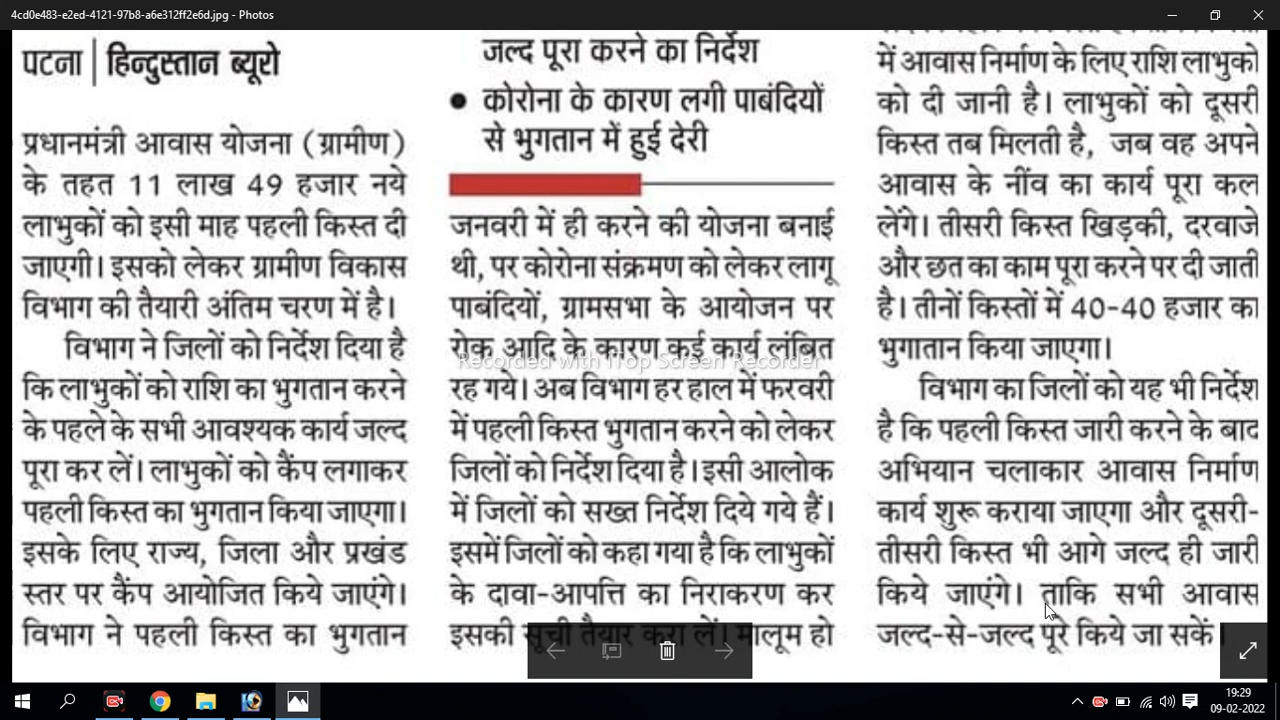 4cd0e483-e2ed-4121-97b8-a6e312ff2e6d.jpg - Photos
पटना | हिन्दुस्तान ब्यूरो
प्रधानमंत्री आवास योजना (ग्रामीण)
के तहत 11 लाख 49 हजार नये
लाभुकों को इसी माह पहली किस्त दी
जाएगी। इसको लेकर ग्रामीण विकास
विभाग की तैयारी अंतिम चरण में है।
विभाग ने जिलों को निर्देश दिया है
कि लाभुकों को राशि का भुगतान करने
के पहले के सभी आवश्यक कार्य जल्द
पूरा कर लें। लाभुकों को कैंप लगाकर
पहली किस्त का भुगतान किया जाएगा।
इसके लिए राज्य, जिला और प्रखंड
स्तर पर कैंप आयोजित किये जाएंगे।
विभाग ने पहली किस्त का भुगतान
जल्द पूरा करने का निर्देश
● कोरोना के कारण लगी पाबंदियों
से भुगतान में हुई देरी
जनवरी में ही करने की योजना बनाई
थी, पर कोरोना संक्रमण को लेकर लागू
पाबंदियों, ग्रामसभा के आयोजन पर
रोक आदि के कारण कई कार्य लंबित
Recorded with iTop Screen Recorder
रह गये। अब विभाग हर हाल में फरवरी
में पहली किस्त भुगतान करने को लेकर
जिलों को निर्देश दिया है। इसी आलोक
में जिलों को सख्त निर्देश दिये गये हैं।
इसमें जिलों को कहा गया है कि लाभुकों
के दावा-आपत्ति का निराकरण कर
इसकी सूची तैयार करा लें। मालूम हो
में आवास निर्माण के लिए राशि लाभुको
को दी जानी है। लाभुकों को दूसरी
किस्त तब मिलती है, जब वह अपने
आवास के नींव का कार्य पूरा कल
लेंगे। तीसरी किस्त खिड़की, दरवाजे
और छत का काम पूरा करने पर दी जाती
है। तीनों किस्तों में 40-40 हजार का
भुगातान किया जाएगा।
विभाग का जिलों को यह भी निर्देश
है कि पहली किस्त जारी करने के बाद
अभियान चलाकार आवास निर्माण
कार्य शुरू कराया जाएगा और दूसरी-
तीसरी किस्त भी आगे जल्द ही जारी
किये जाएंगे। ताकि सभी आवास
जल्द-से-जल्द पूरे किये जा सकें।
19:29
09-02-2022